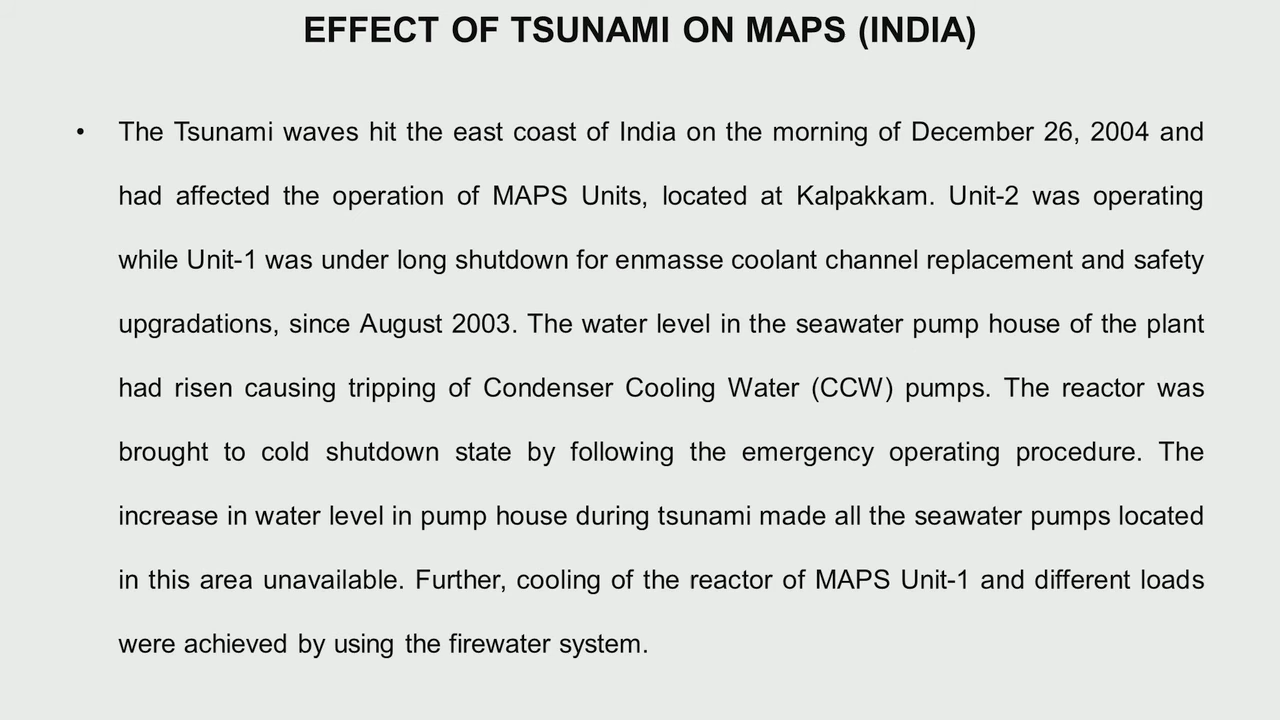 EFFECT OF TSUNAMI ON MAPS (INDIA)
• The Tsunami waves hit the east coast of India on the morning of December 26, 2004 and
had affected the operation of MAPS Units, located at Kalpakkam. Unit-2 was operating
while Unit-1 was under long shutdown for enmasse coolant channel replacement and safety
upgradations, since August 2003. The water level in the seawater pump house of the plant
had risen causing tripping of Condenser Cooling Water (CCW) pumps. The reactor was
brought to cold shutdown state by following the emergency operating procedure. The
increase in water level in pump house during tsunami made all the seawater pumps located
in this area unavailable. Further, cooling of the reactor of MAPS Unit-1 and different loads
were achieved by using the firewater system.